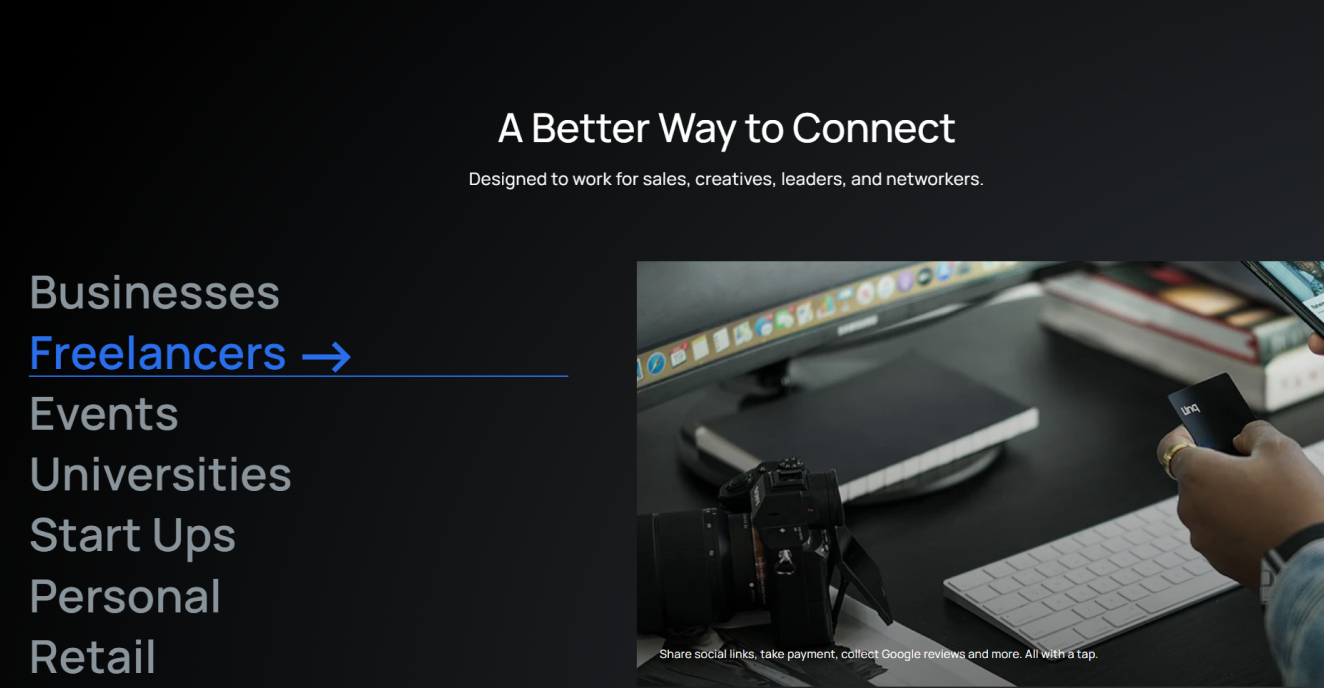 A Better Way to Connect
Designed to work for sales, creatives, leaders, and networkers.
Businesses
Freelancers →
Events
Universities
Start Ups
Personal
Retail
SAMSUNG
Linq
Share social links, take payment, collect Google reviews and more. All with a tap.